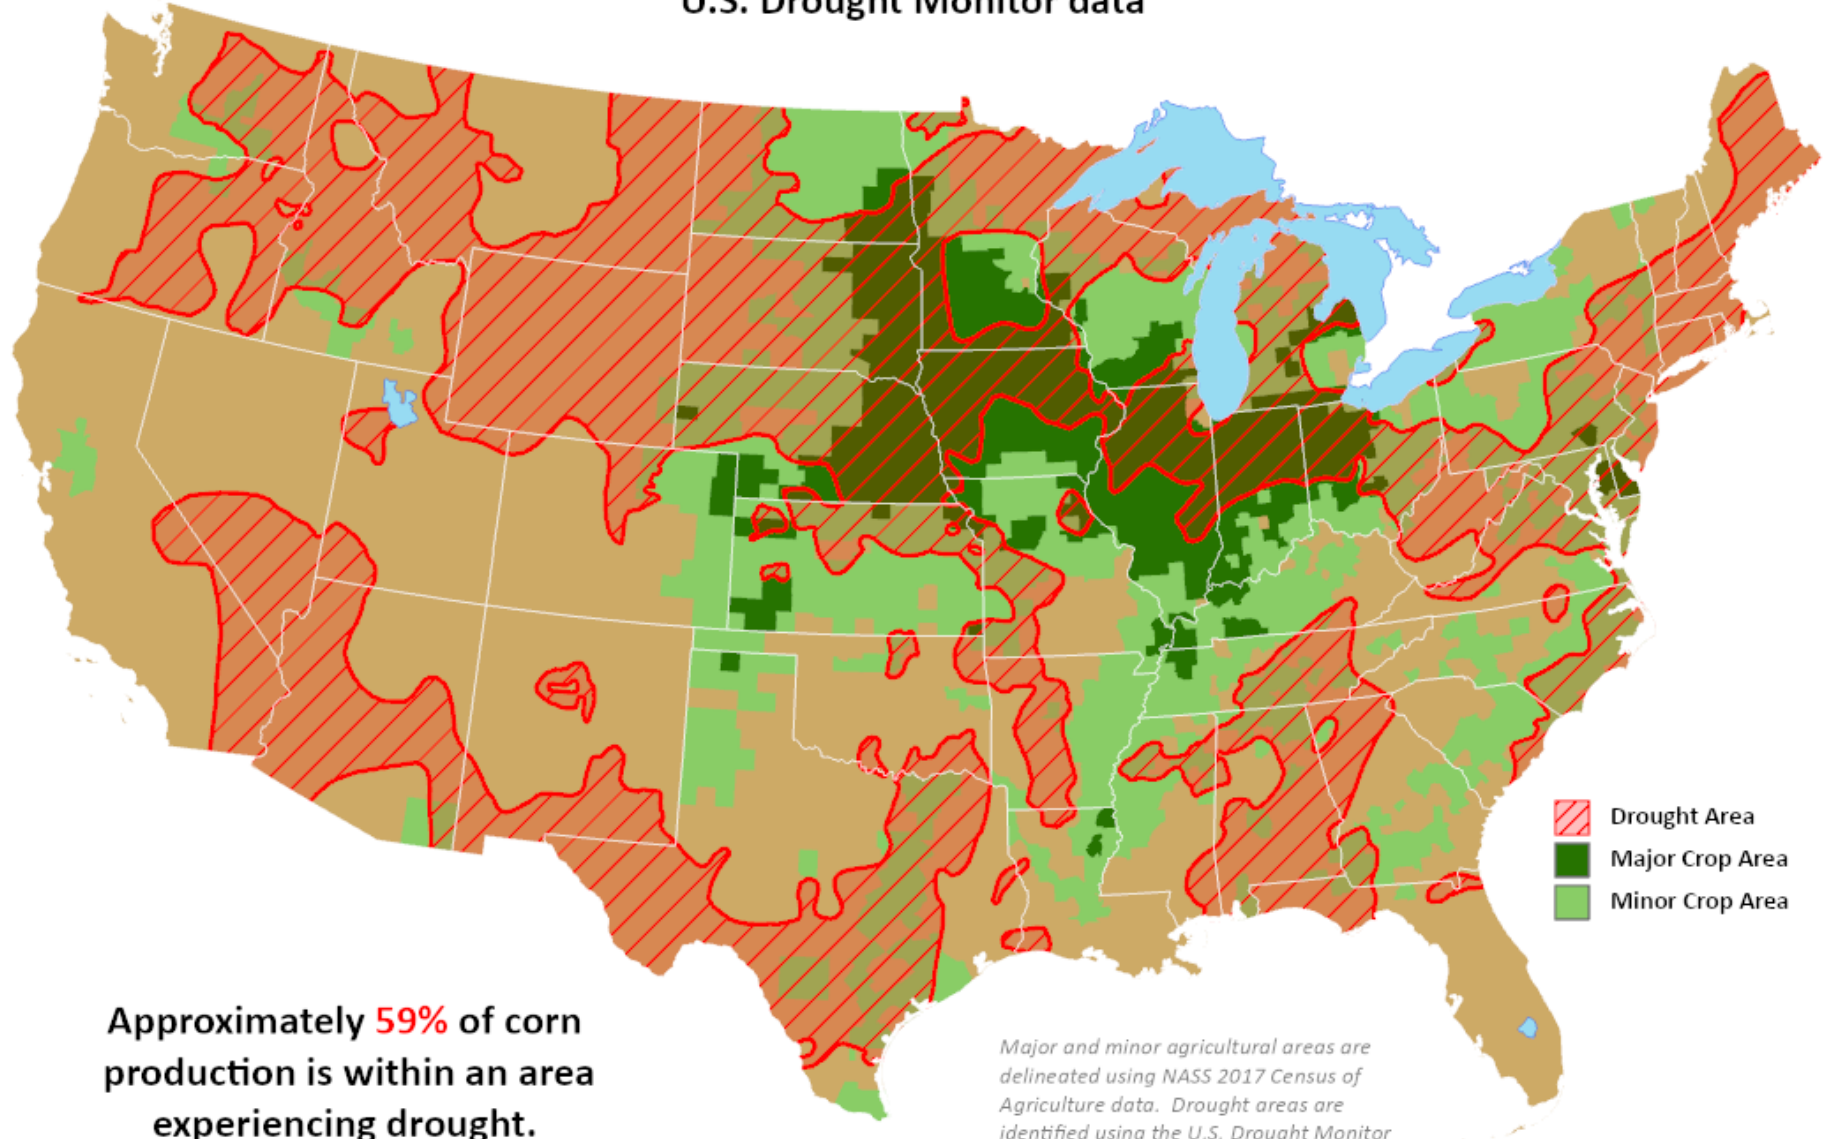 U.S. Drought Monitor data
Drought Area
Major Crop Area
Minor Crop Area
Approximately 59% of corn
production is within an area
experiencing drought.
Major and minor agricultural areas are
delineated using NASS 2017 Census of
Agriculture data. Drought areas are
identified using the U.S. Drought Monitor